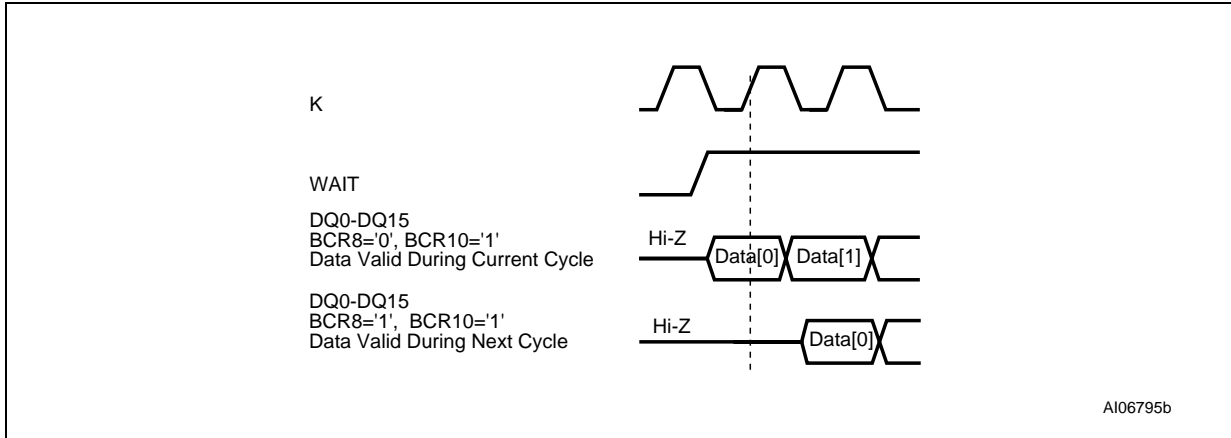 K
WAIT
DQ0-DQ15
BCR8='0', BCR10='1'
Data Valid During Current Cycle
Hi-Z
Data[0]
Data[1]
DQ0-DQ15
BCR8='1', BCR10='1'
Data Valid During Next Cycle
Hi-Z
Data[0]
AI06795b